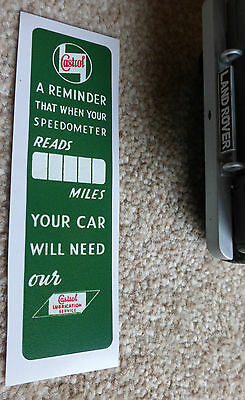 Castrol
A REMINDER
THAT WHEN YOUR
SPEEDOMETER
READS
MILES
YOUR CAR
WILL NEED
our
Castrol
LUBRICATION
SERVICE
LAND ROVER